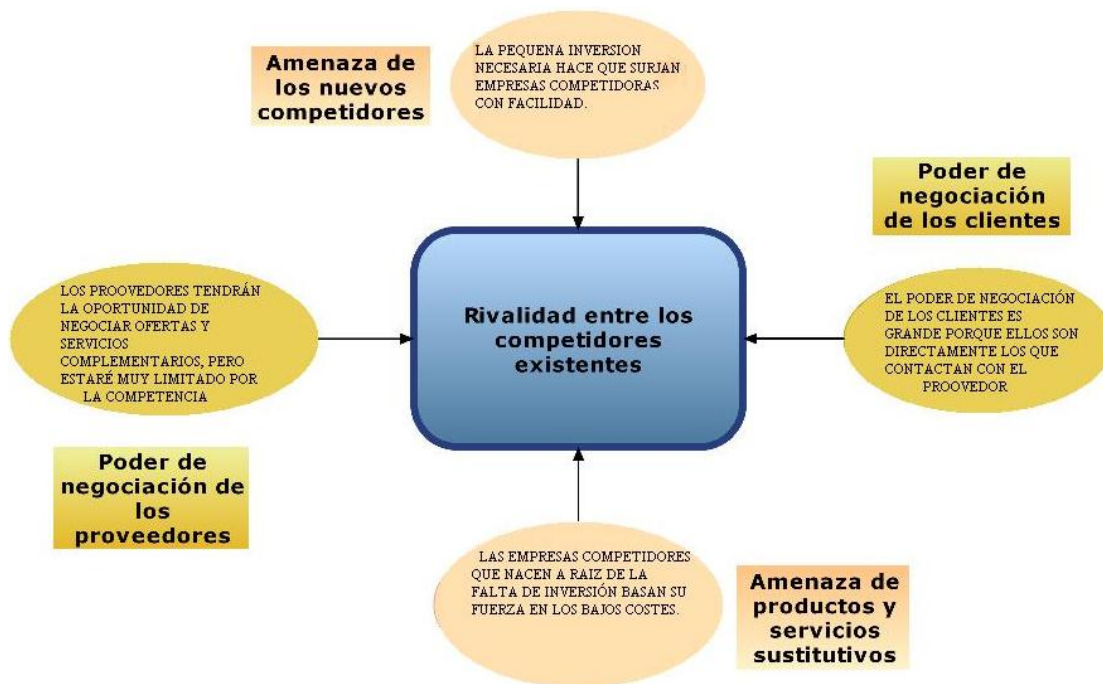 Amenaza de
los nuevos
competidores
LA PEQUENA INVERSION
NECESARIA HACE QUE SURJAN
EMPRESAS COMPETIDORAS
CON FACILIDAD.
Poder de
negociación
de los clientes
LOS PROOVEDORES TENDRÁN
LA OPORTUNIDAD DE
NEGOCIAR OFERTAS Y
SERVICIOS
COMPLEMENTARIOS, PERO
ESTARÉ MUY LIMITADO POR
LA COMPETENCIA
Rivalidad entre los
competidores
existentes
EL PODER DE NEGOCIACIÓN
DE LOS CLIENTES ES
GRANDE PORQUE ELLOS SON
DIRECTAMENTE LOS QUE
CONTACTAN CON EL
PROOVEDOR
Poder de
negociación de
los
proveedores
LAS EMPRESAS COMPETIDORES
QUE NACEN A RAIZ DE LA
FALTA DE INVERSIÓN BASAN SU
FUERZA EN LOS BAJOS COSTES.
Amenaza de
productos y
servicios
sustitutivos